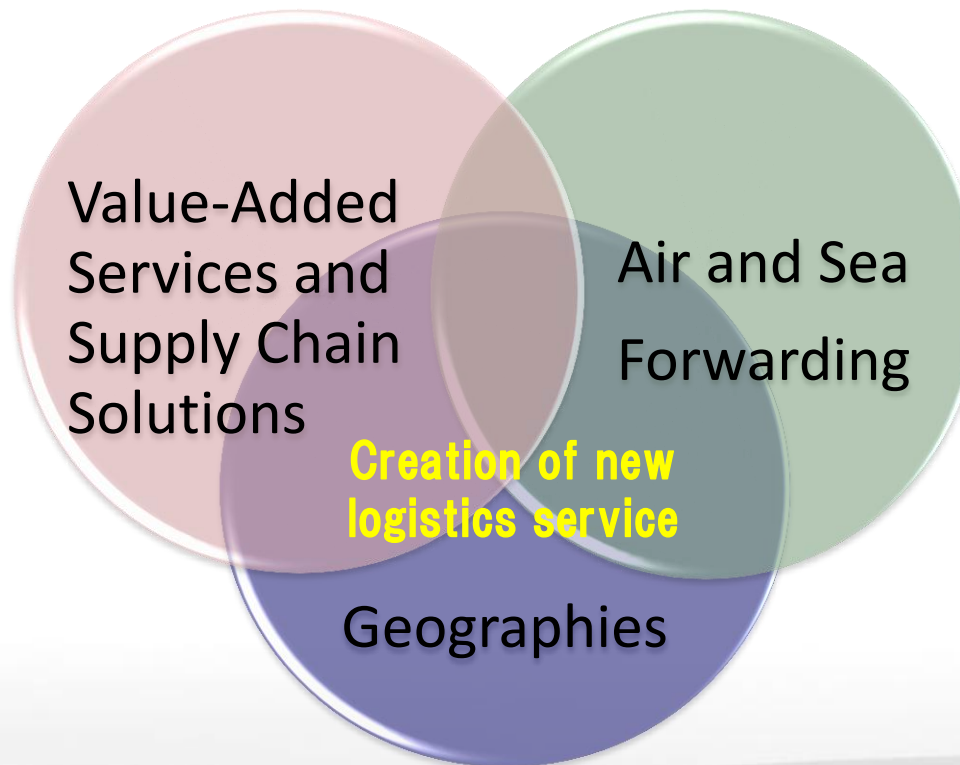 Value-Added
Services and
Supply Chain
Solutions
Air and Sea
Forwarding
Creation of new
logistics service
Geographies